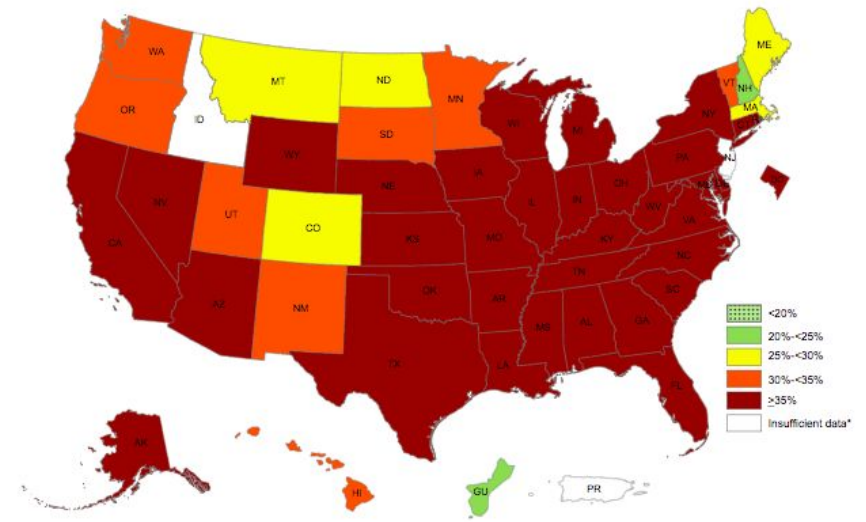 WA
MT
ND
MN
OR
ID
SD
WY
WI
MI
NY
VT
NH
ME
MA
NV
UT
CO
NE
IA
PA
NJ
CA
KS
MO
IL
IN
OH
WV
VA
KY
AZ
NM
OK
AR
TN
NC
SC
TX
LA
MS
AL
GA
FL
AK
HI
GU
PR
<20%
20%-<25%
25%-<30%
30%-<35%
≥35%
Insufficient data*